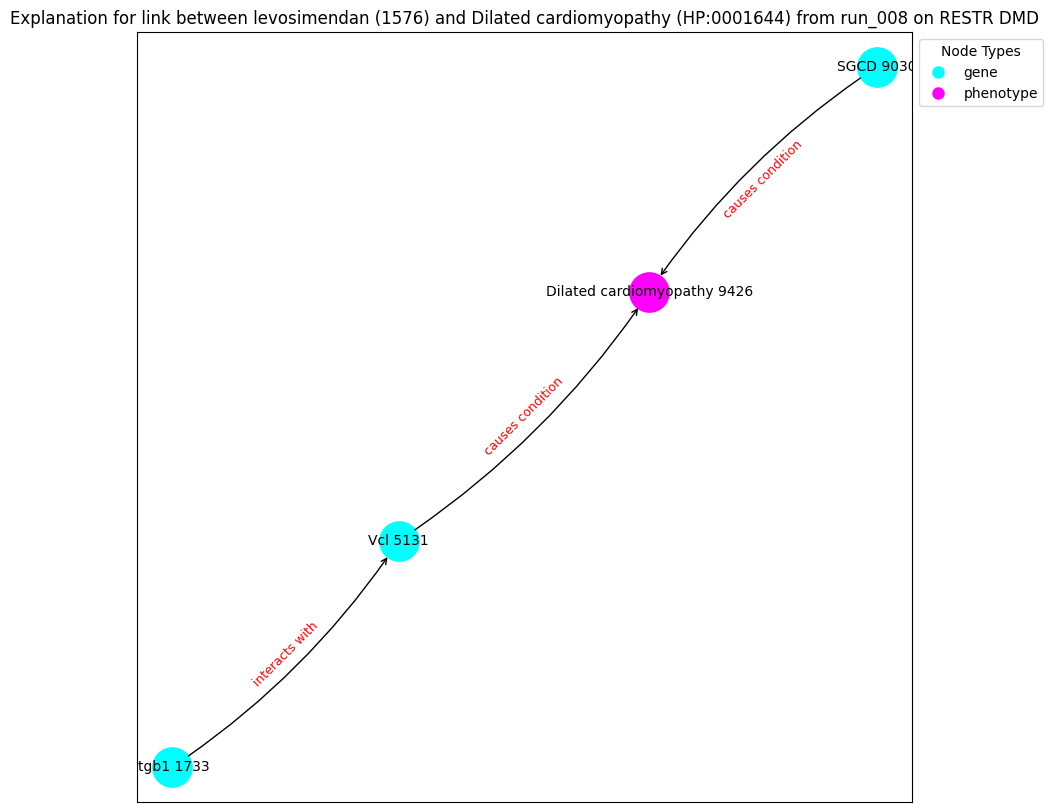 Explanation for link between levosimendan (1576) and Dilated cardiomyopathy (HP:0001644) from run_008 on RESTR DMD
Node Types
gene
phenotype
SGCD 9030
causes condition
Dilated cardiomyopathy 9426
causes condition
Vcl 5131
interacts with
tgb1 1733